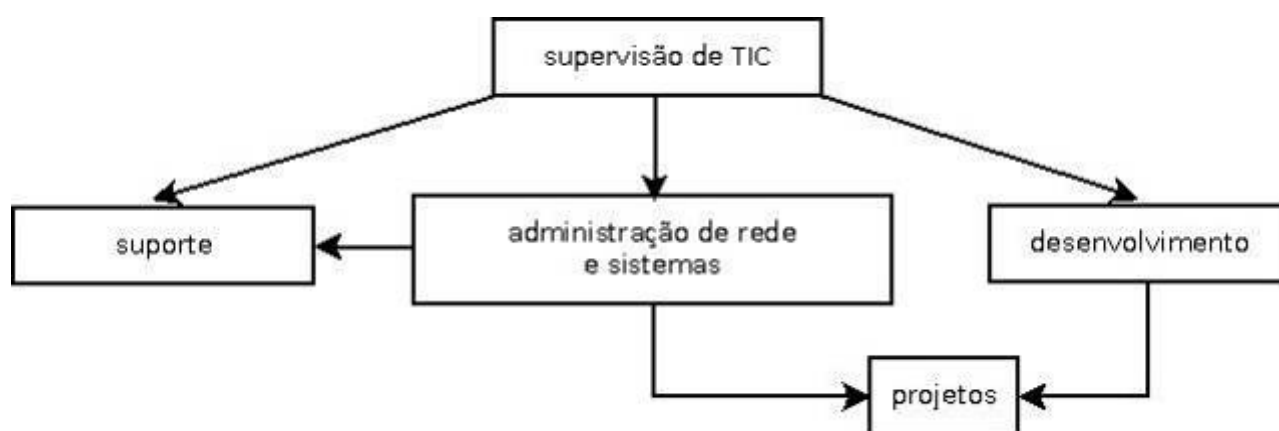 supervisão de TIC
suporte
administração de rede
e sistemas
desenvolvimento
projetos